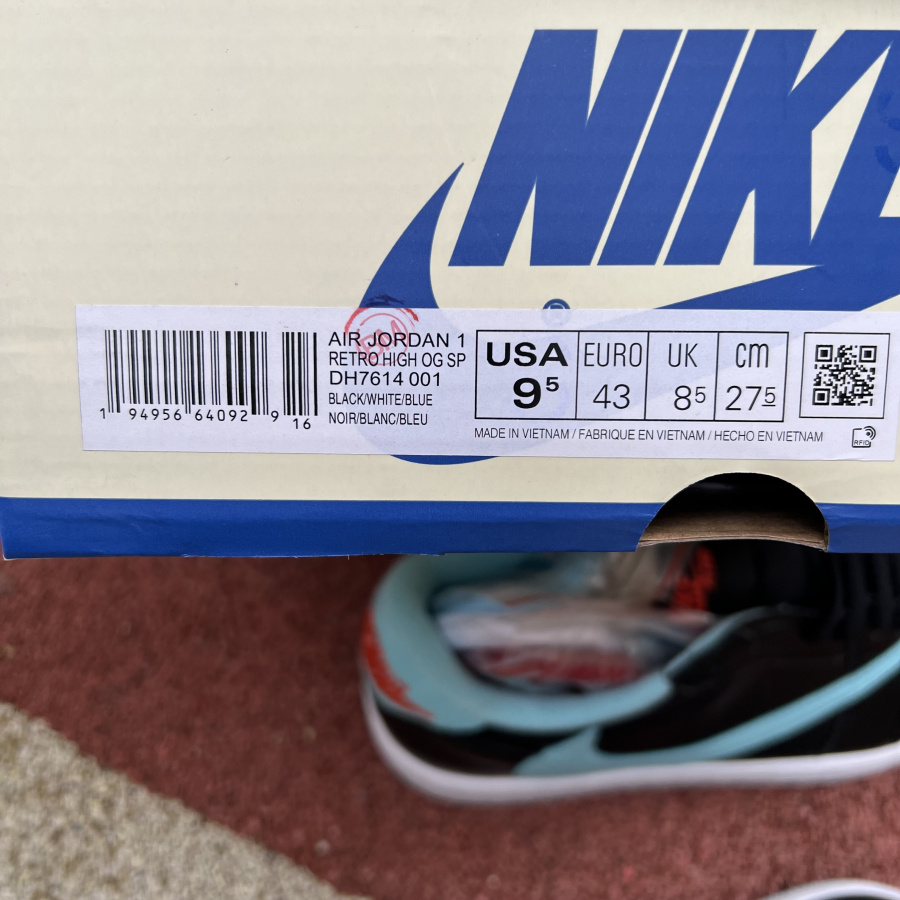 NIKE
®
AIR JORDAN 1
RETRO HIGH OG SP
DH7614 001
BLACK/WHITE/BLUE
NOIR/BLANC/BLEU
1 94956 64092 9 16
USA EURO UK cm
9⁵ 43 8⁵ 27⁵
MADE IN VIETNAM / FABRIQUE EN VIETNAM / HECHO EN VIETNAM
RFID